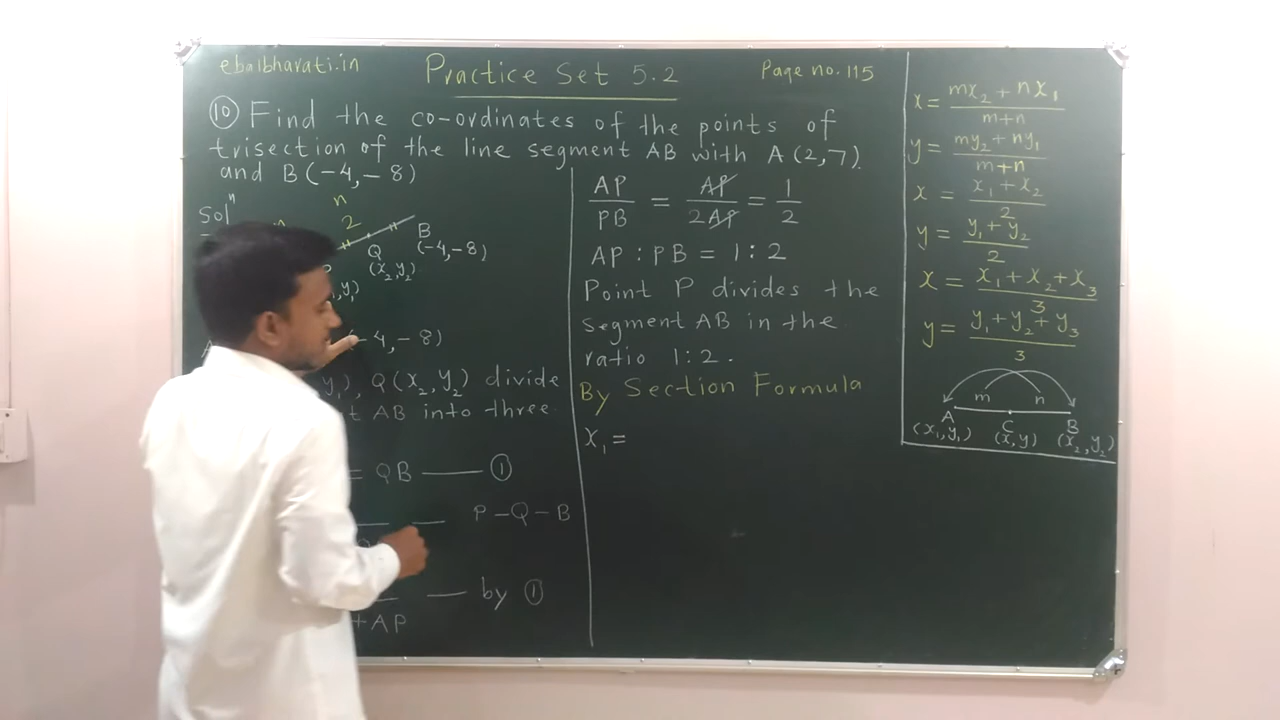 ebalbharati.in
Practice Set 5.2
Page no. 115
⑩ Find the co-ordinates of the points of
trisection of the line segment AB with A (2, 7)
and B (−4, −8)
Solⁿ
n
2
B
(−4, −8)
Q
(x₂, y₂)
, y₁)
−4, −8)
y₁), Q(x₂, y₂) divide
t AB into three
= QB —— ①
—— P−Q−B
—— by ①
+AP
AP/PB = AP/2AP = 1/2
AP : PB = 1 : 2
Point P divides the
segment AB in the
ratio 1:2.
By Section Formula
x₁ =
x = (mx₂ + nx₁)/(m+n)
y = (my₂ + ny₁)/(m+n)
x = (x₁ + x₂)/2
y = (y₁ + y₂)/2
x = (x₁ + x₂ + x₃)/3
y = (y₁ + y₂ + y₃)/3
m n
A C B
(x₁, y₁) (x, y) (x₂, y₂)